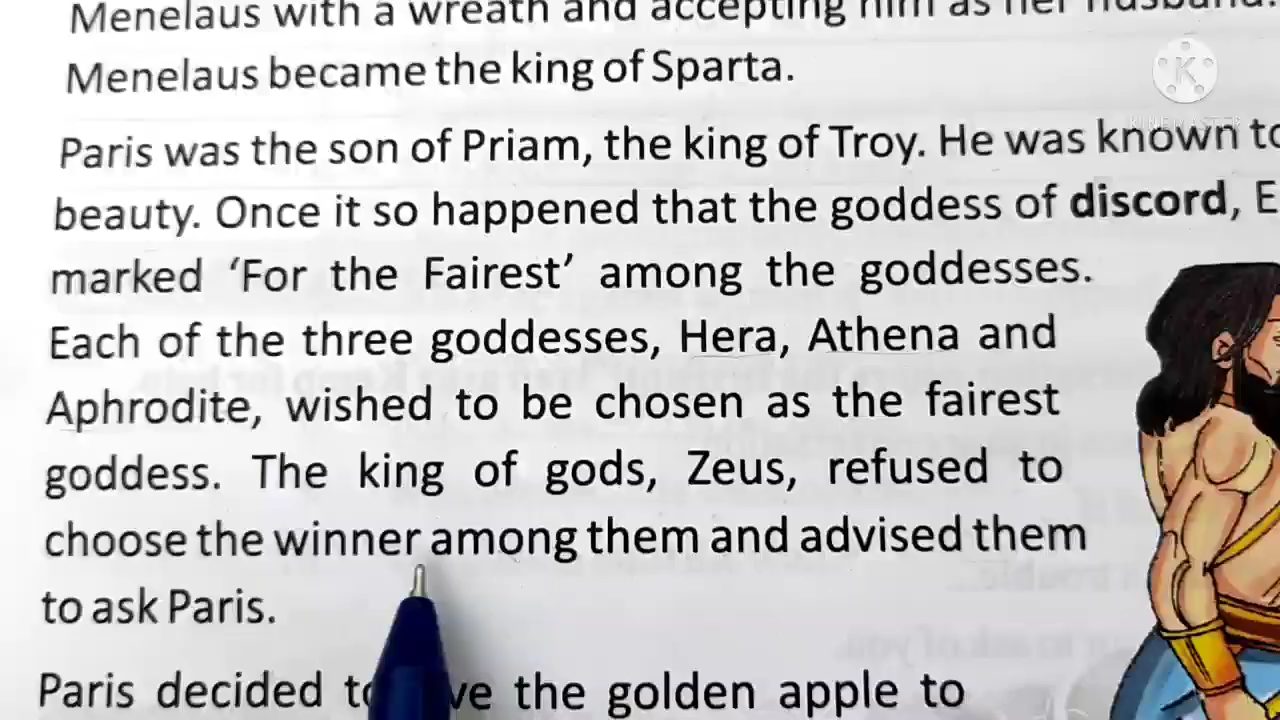 Menelaus with a wreath and accepting him as her husband.
Menelaus became the king of Sparta.
Paris was the son of Priam, the king of Troy. He was known to
beauty. Once it so happened that the goddess of discord, E
marked ‘For the Fairest’ among the goddesses.
Each of the three goddesses, Hera, Athena and
Aphrodite, wished to be chosen as the fairest
goddess. The king of gods, Zeus, refused to
choose the winner among them and advised them
to ask Paris.
Paris decided the golden apple to
K
KINEMASTER